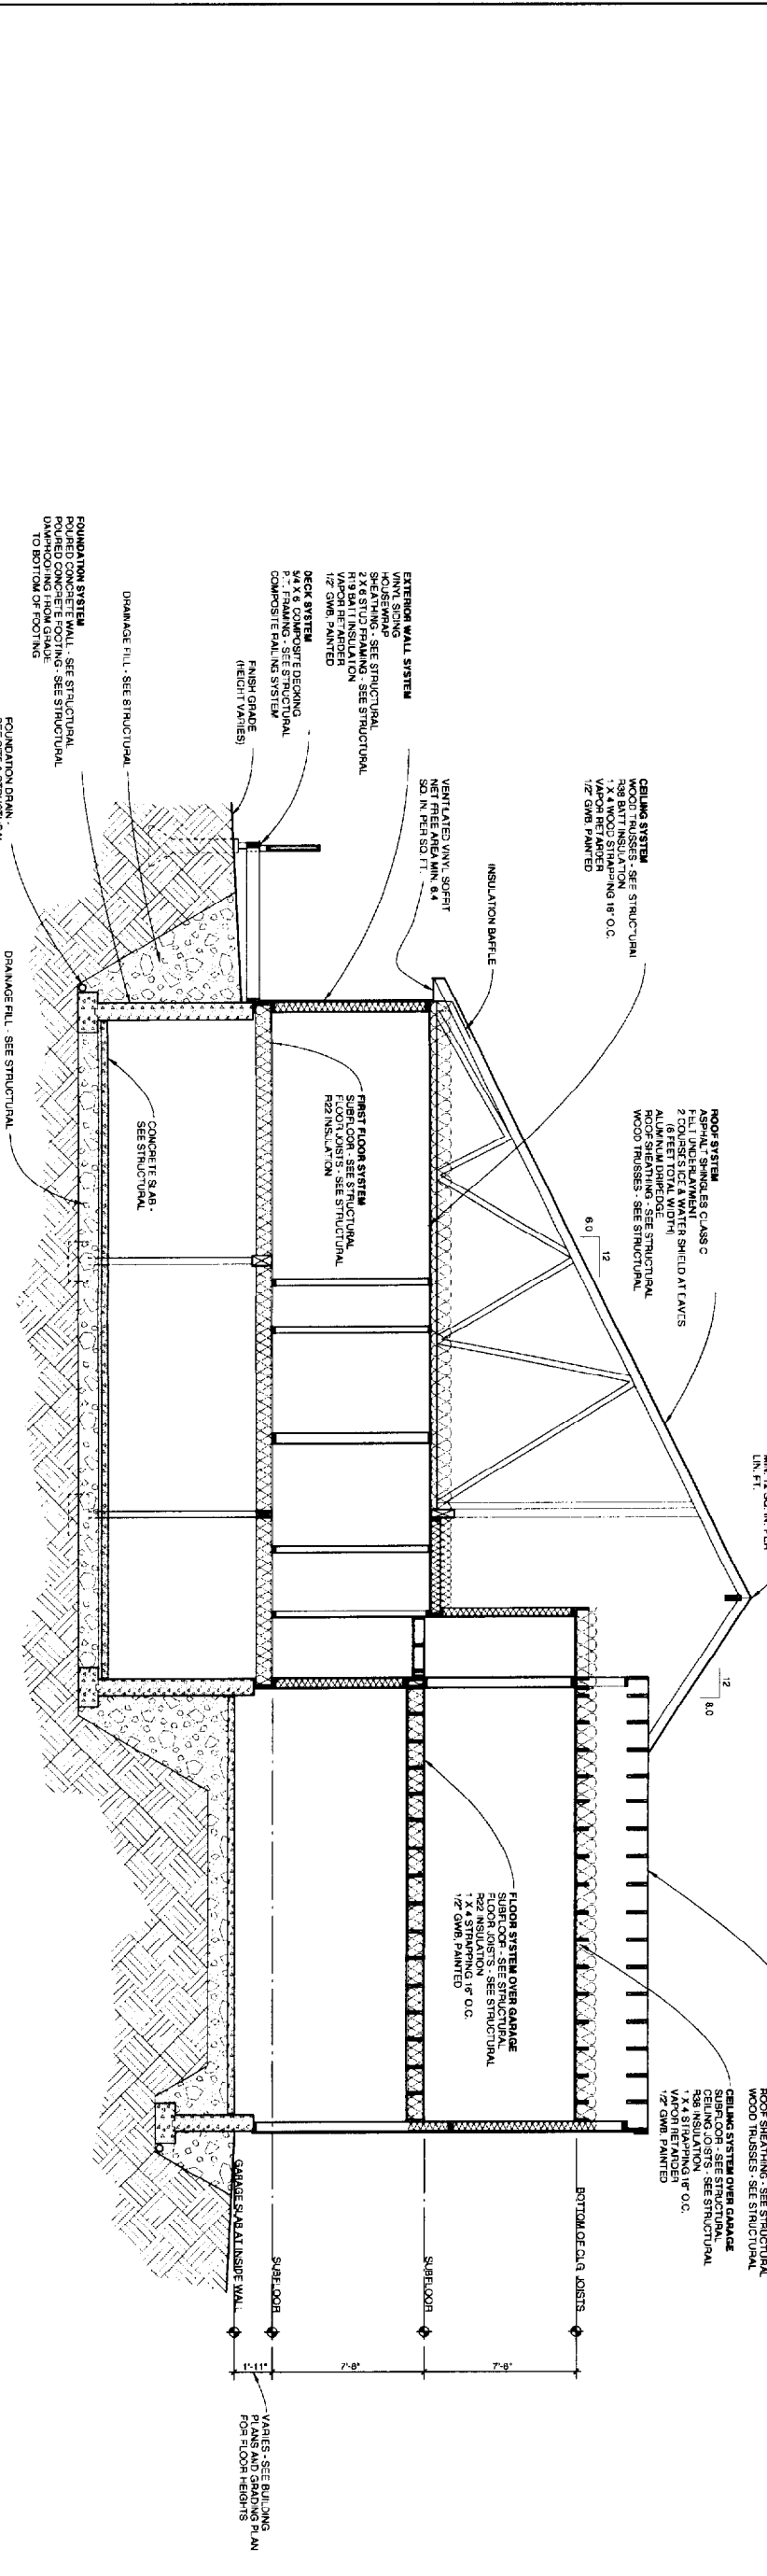 CEILING SYSTEM
WOOD TRUSSES - SEE STRUCTURAL
R38 BATT INSULATION
1 X 4 WOOD STRAPPING 16" O.C.
VAPOR RETARDER
1/2" GWB, PAINTED
INSULATION BAFFLE
VENTILATED VINYL SOFFIT
NET FREE AREA MIN. 6.4
SQ. IN. PER SQ. FT.
EXTERIOR WALL SYSTEM
VINYL SIDING
HOUSEWRAP
SHEATHING - SEE STRUCTURAL
2 X 6 STUD FRAMING - SEE STRUCTURAL
R19 BATT INSULATION
VAPOR RETARDER
1/2" GWB, PAINTED
DECK SYSTEM
5/4 X 6 COMPOSITE DECKING
P.T. FRAMING - SEE STRUCTURAL
COMPOSITE RAILING SYSTEM
FINISH GRADE
(HEIGHT VARIES)
DRAINAGE FILL - SEE STRUCTURAL
FOUNDATION SYSTEM
POURED CONCRETE WALL - SEE STRUCTURAL
POURED CONCRETE FOOTING - SEE STRUCTURAL
DAMPROOFING FROM GRADE
TO BOTTOM OF FOOTING
FOUNDATION DRAIN -
DRAINAGE FILL - SEE STRUCTURAL
ROOF SYSTEM
ASPHALT SHINGLES CLASS C
FELT UNDERLAYMENT
2 COURSES ICE & WATER SHIELD AT EAVES
(6 FEET TOTAL WIDTH)
ALUMINUM DRIPEDGE
ROOF SHEATHING - SEE STRUCTURAL
WOOD TRUSSES - SEE STRUCTURAL
12
6.0
FIRST FLOOR SYSTEM
SUBFLOOR - SEE STRUCTURAL
FLOOR JOISTS - SEE STRUCTURAL
R22 INSULATION
CONCRETE SLAB -
SEE STRUCTURAL
LIN. FT.
12
8.0
FLOOR SYSTEM OVER GARAGE
SUBFLOOR - SEE STRUCTURAL
FLOOR JOISTS - SEE STRUCTURAL
R22 INSULATION
1 X 4 STRAPPING 16" O.C.
1/2" GWB, PAINTED
ROOF SHEATHING - SEE STRUCTURAL
WOOD TRUSSES - SEE STRUCTURAL
CEILING SYSTEM OVER GARAGE
SUBFLOOR - SEE STRUCTURAL
CEILING JOISTS - SEE STRUCTURAL
R38 INSULATION
1 X 4 STRAPPING 16" O.C.
VAPOR RETARDER
1/2" GWB, PAINTED
BOTTOM OF CLG. JOISTS
SUBFLOOR
SUBFLOOR
GARAGE SLAB AT INSIDE WALL
7'-8"
1'-11"
VARIES - SEE BUILDING
PLANS AND GRADING PLAN
FOR FLOOR HEIGHTS